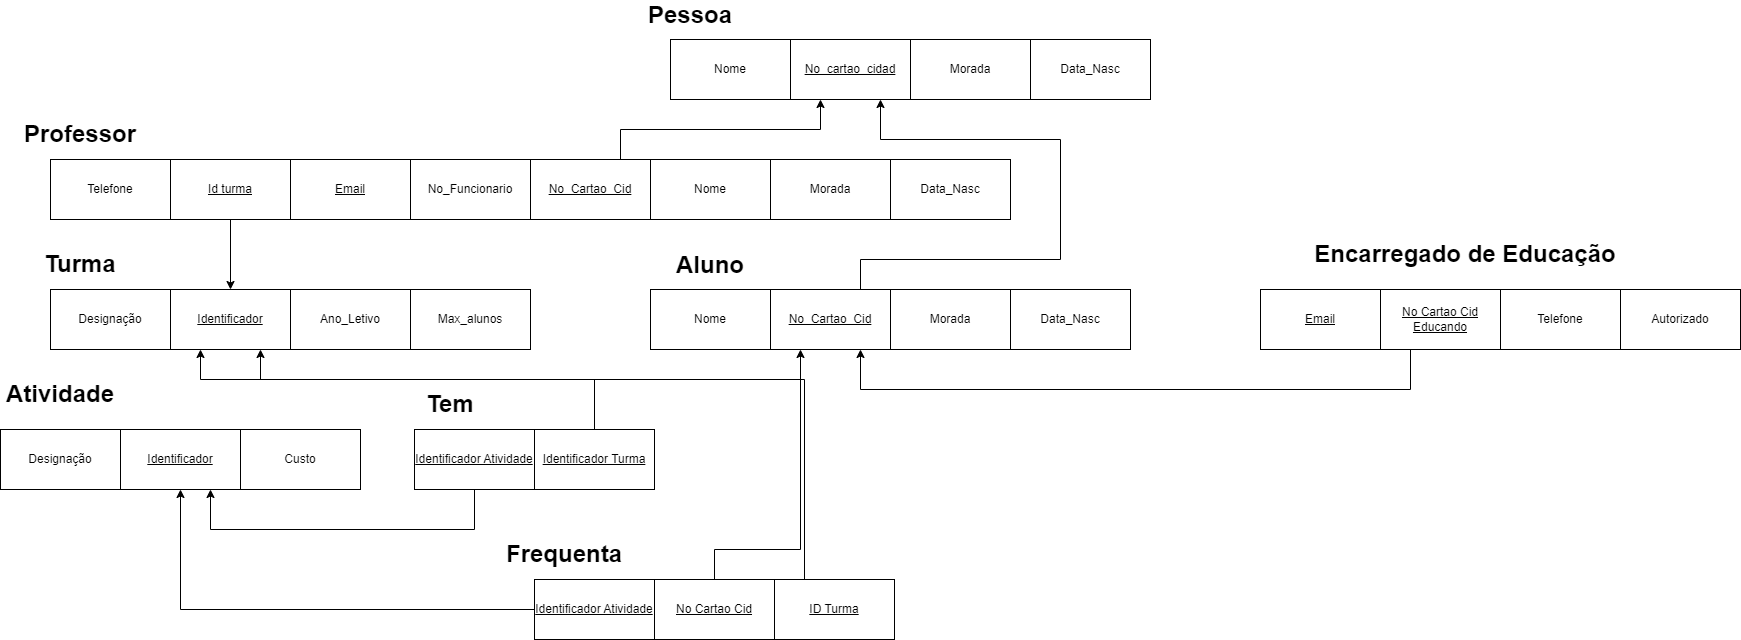 Pessoa
Nome No_cartao_cidad Morada Data_Nasc
Professor
Telefone Id turma Email No_Funcionario No_Cartao_Cid Nome Morada Data_Nasc
Turma
Designação Identificador Ano_Letivo Max_alunos
Aluno
Nome No_Cartao_Cid Morada Data_Nasc
Encarregado de Educação
Email No Cartao Cid Educando Telefone Autorizado
Atividade
Designação Identificador Custo
Tem
Identificador Atividade Identificador Turma
Frequenta
Identificador Atividade No Cartao Cid ID Turma